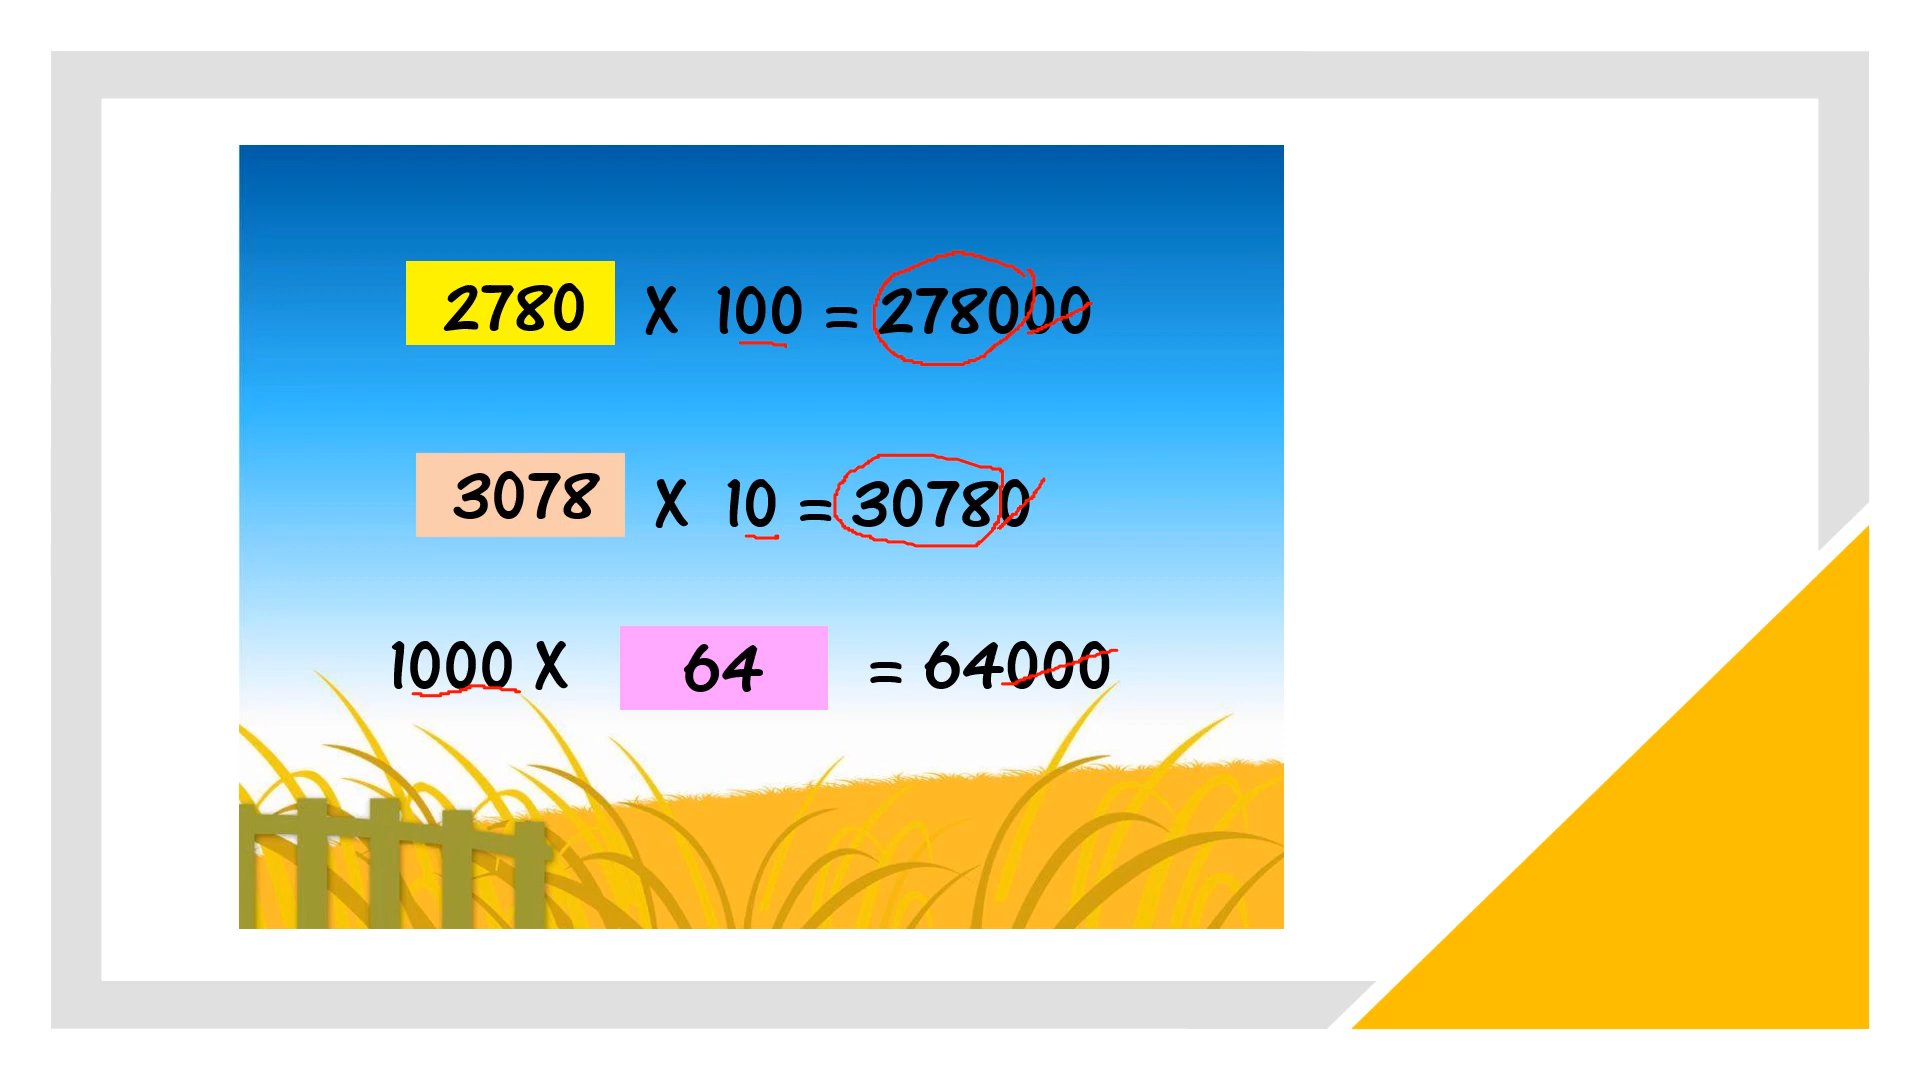 2780 X 100 = 278000
3078 X 10 = 30780
1000 X 64 = 64000